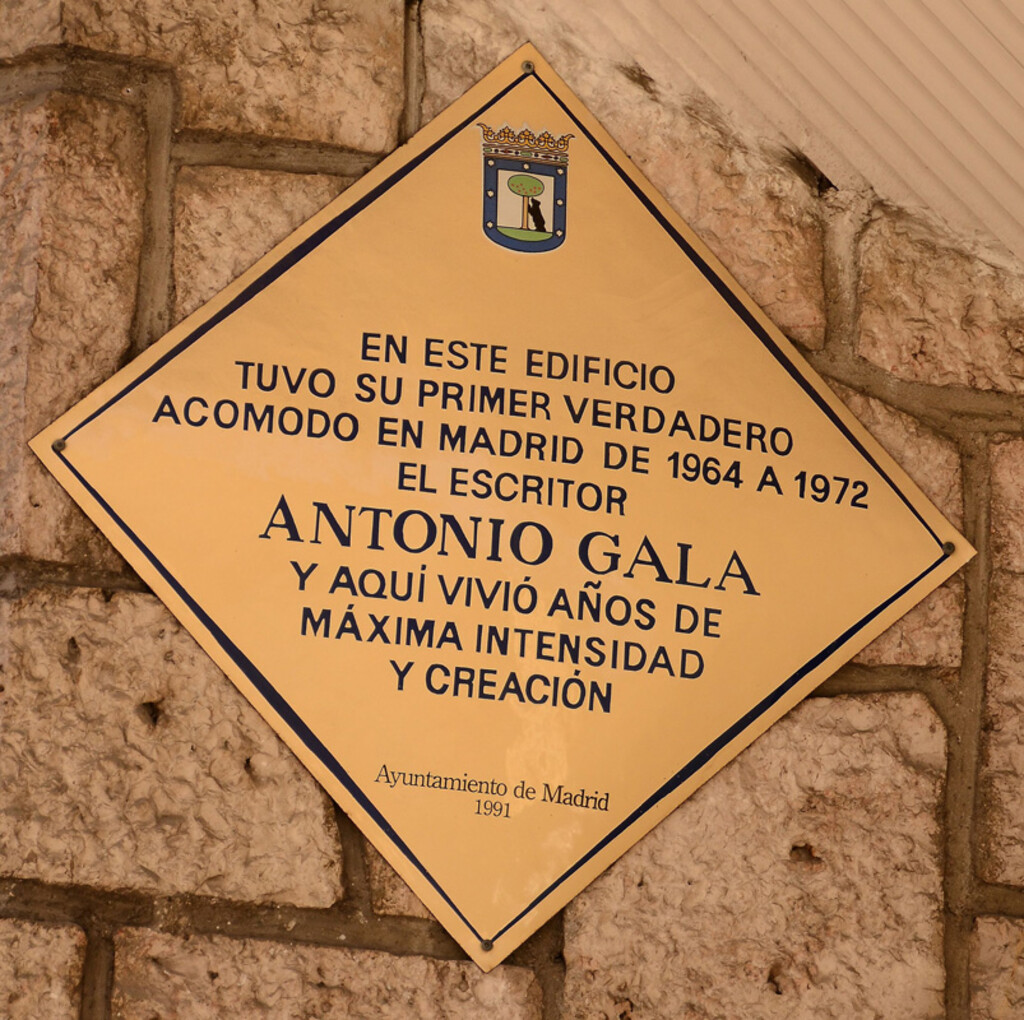 EN ESTE EDIFICIO
TUVO SU PRIMER VERDADERO
ACOMODO EN MADRID DE 1964 A 1972
EL ESCRITOR
ANTONIO GALA
Y AQUÍ VIVIÓ AÑOS DE
MÁXIMA INTENSIDAD
Y CREACIÓN
Ayuntamiento de Madrid
1991